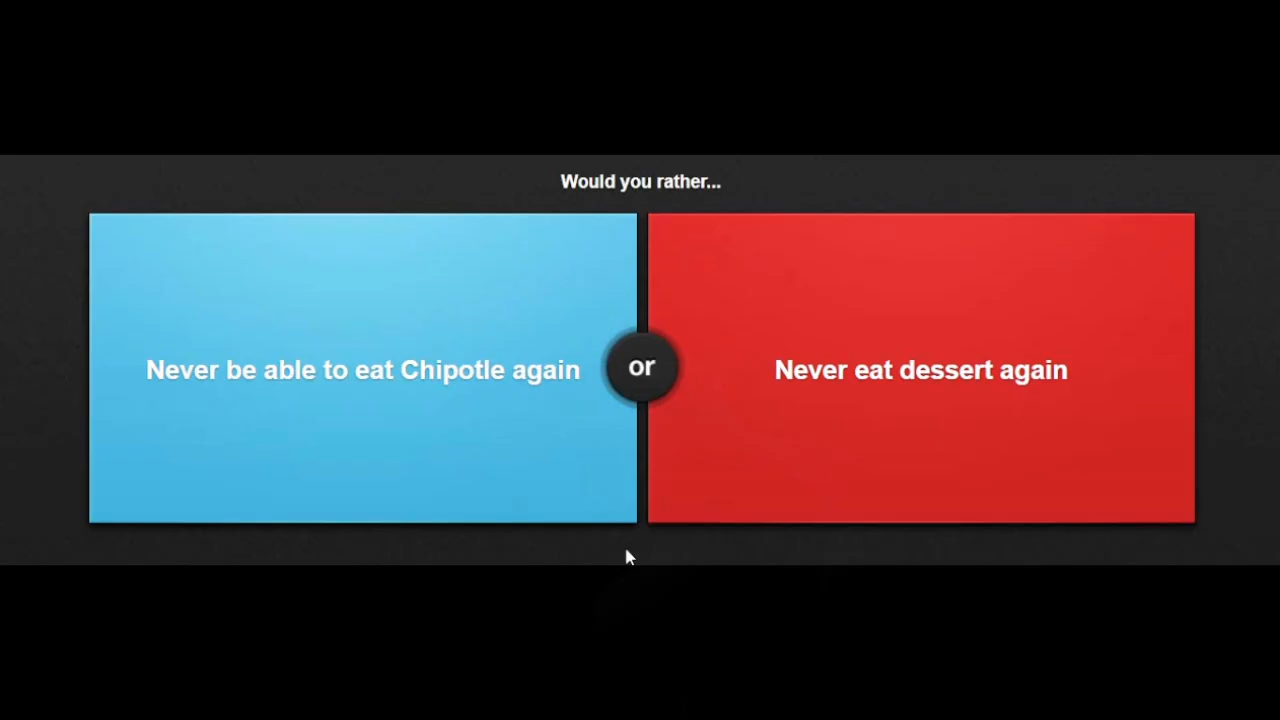 Would you rather...
Never be able to eat Chipotle again
or
Never eat dessert again